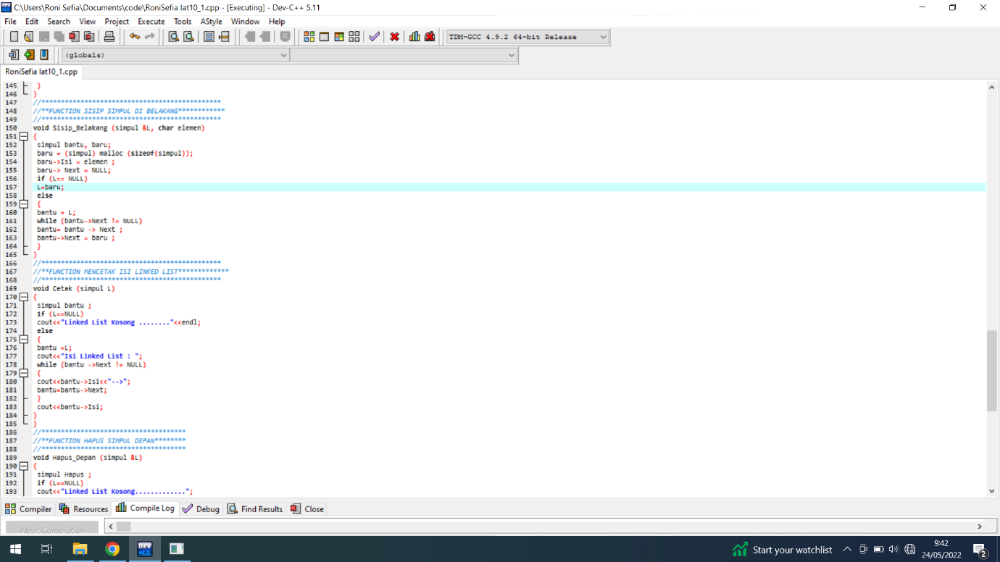 C:\Users\Roni Sefia\Documents\code\RoniSefia lat10_1.cpp - [Executing] - Dev-C++ 5.11
File Edit Search View Project Execute Tools AStyle Window Help
TDM-GCC 4.9.2 64-bit Release
(globals)
RoniSefia lat10_1.cpp
145 }
146 }
147 //**********************************************
148 //**FUNCTION SISIP SIMPUL DI BELAKANG************
149 //**********************************************
150 void Sisip_Belakang (simpul &L, char elemen)
151 {
152 simpul bantu, baru;
153 baru = (simpul) malloc (sizeof(simpul));
154 baru->Isi = elemen ;
155 baru-> Next = NULL;
156 if (L== NULL)
157 L=baru;
158 else
159 {
160 bantu = L;
161 while (bantu->Next != NULL)
162 bantu= bantu -> Next ;
163 bantu->Next = baru ;
164 }
165 }
166 //**********************************************
167 //**FUNCTION MENCETAK ISI LINKED LIST*************
168 //**********************************************
169 void Cetak (simpul L)
170 {
171 simpul bantu ;
172 if (L==NULL)
173 cout<<"Linked List Kosong ........"<<endl;
174 else
175 {
176 bantu =L;
177 cout<<"Isi Linked List : ";
178 while (bantu ->Next != NULL)
179 {
180 cout<<bantu->Isi<<"-->";
181 bantu=bantu->Next;
182 }
183 cout<<bantu->Isi;
184 }
185 }
186 //*************************************
187 //**FUNCTION HAPUS SIMPUL DEPAN********
188 //*************************************
189 void Hapus_Depan (simpul &L)
190 {
191 simpul Hapus ;
192 if (L==NULL)
193 cout<<"Linked List Kosong.............";
Compiler Resources Compile Log Debug Find Results Close
Abort Compilation
DEV
Start your watchlist
9:42
24/05/2022
2